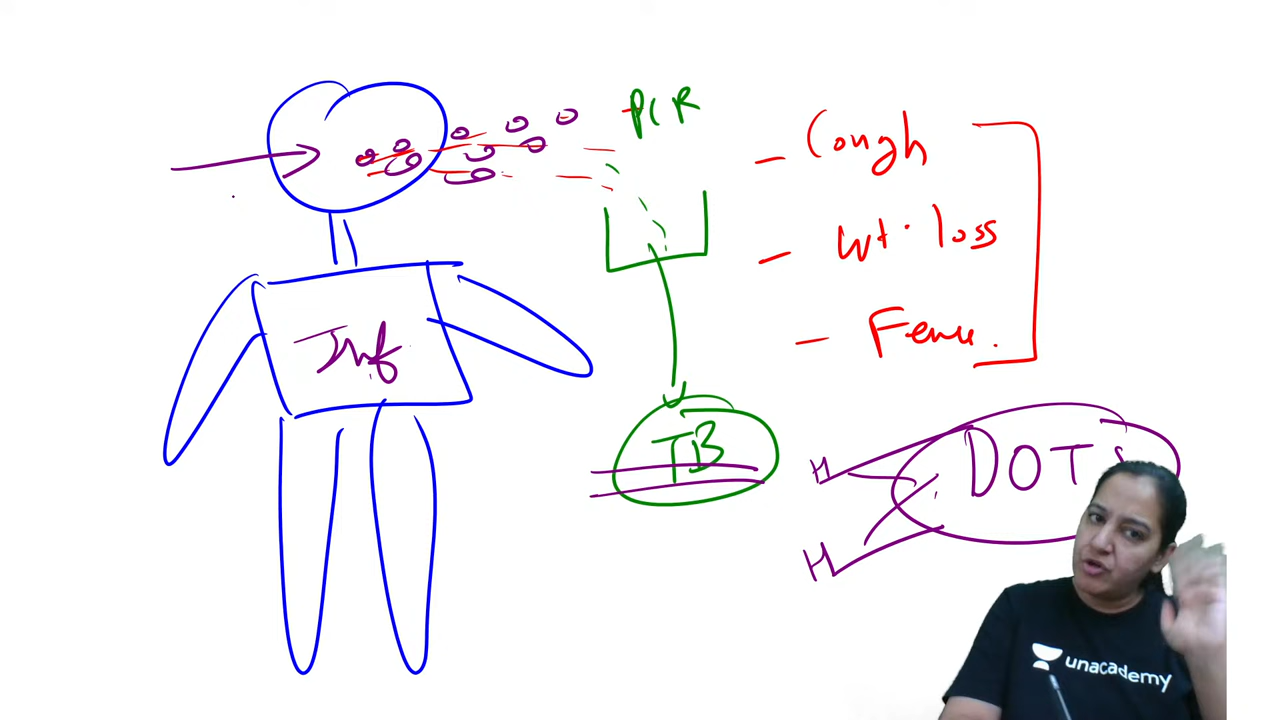 PCR
- Cough
- Wt. loss
- Fever.
Inf
TB
DOTS
H
H
unacademy